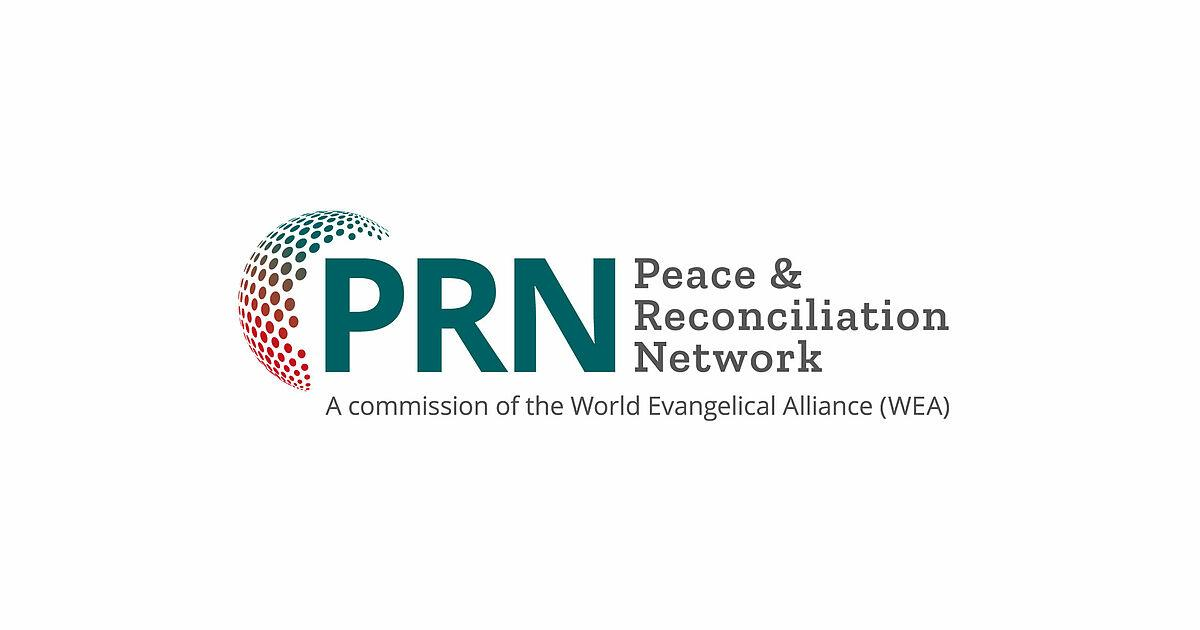 PRN
Peace &
Reconciliation
Network
A commission of the World Evangelical Alliance (WEA)